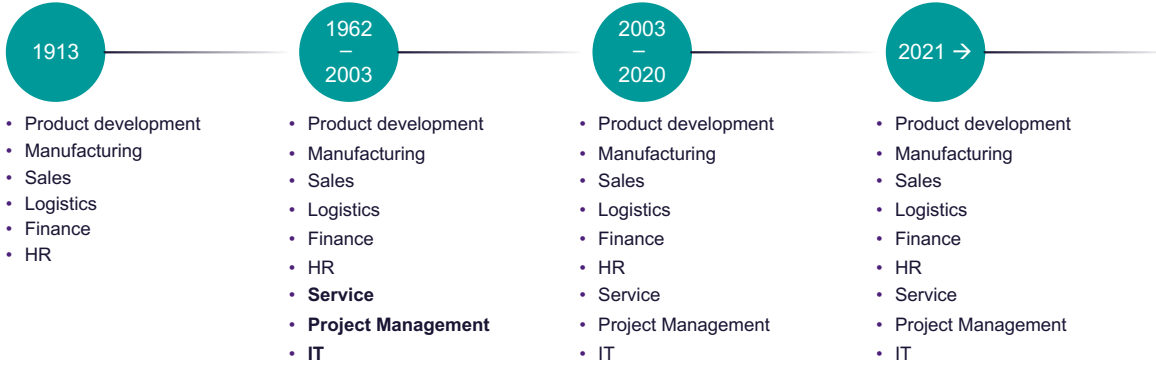 1913
• Product development
• Manufacturing
• Sales
• Logistics
• Finance
• HR
1962
–
2003
• Product development
• Manufacturing
• Sales
• Logistics
• Finance
• HR
• Service
• Project Management
• IT
2003
–
2020
• Product development
• Manufacturing
• Sales
• Logistics
• Finance
• HR
• Service
• Project Management
• IT
2021 →
• Product development
• Manufacturing
• Sales
• Logistics
• Finance
• HR
• Service
• Project Management
• IT